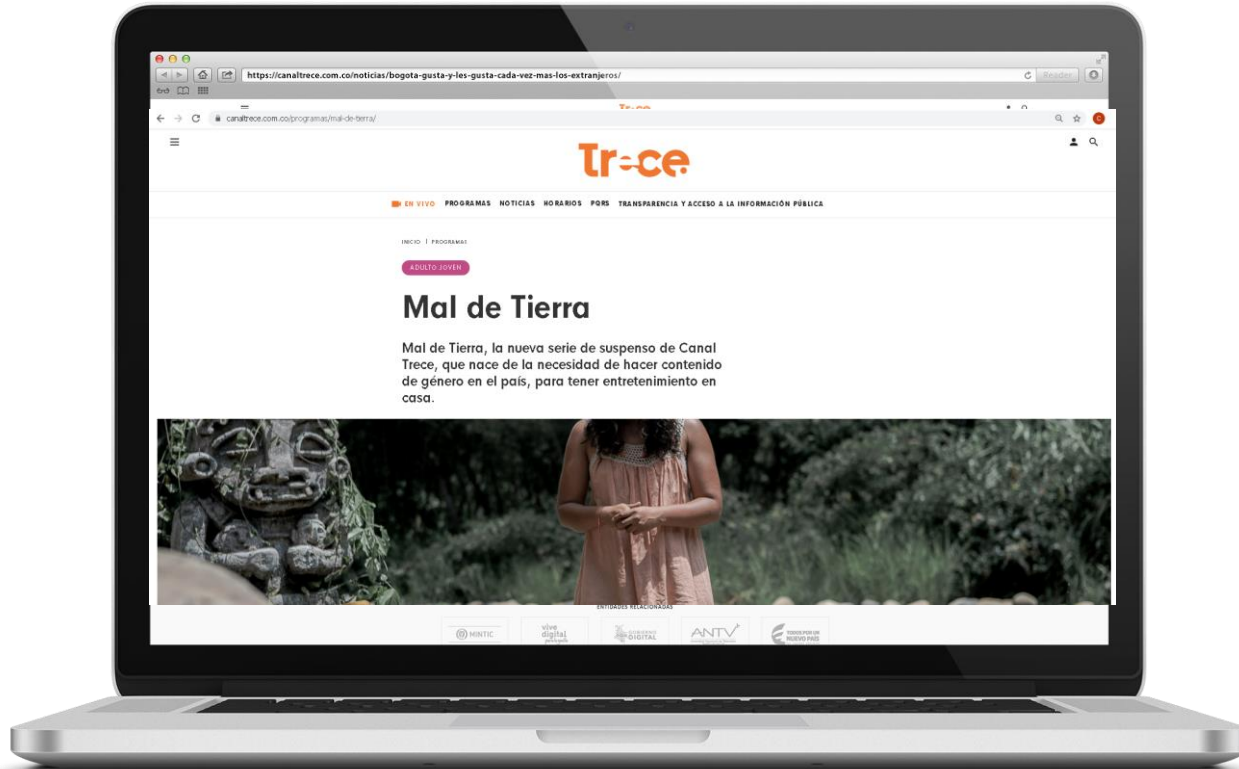 https://canaltrece.com.co/noticias/bogota-gusta-y-les-gusta-cada-vez-mas-los-extranjeros/
Reader
canaltrece.com.co/programas/mal-de-tierra/
Trece
EN VIVO PROGRAMAS NOTICIAS HORARIOS PQRS TRANSPARENCIA Y ACCESO A LA INFORMACIÓN PÚBLICA
INICIO | PROGRAMAS
ADULTO JOVEN
Mal de Tierra
Mal de Tierra, la nueva serie de suspenso de Canal
Trece, que nace de la necesidad de hacer contenido
de género en el país, para tener entretenimiento en
casa.
ENTIDADES RELACIONADAS
MINTIC
vive
digital
GOBIERNO
DIGITAL
ANTV
TODOS POR UN
NUEVO PAÍS